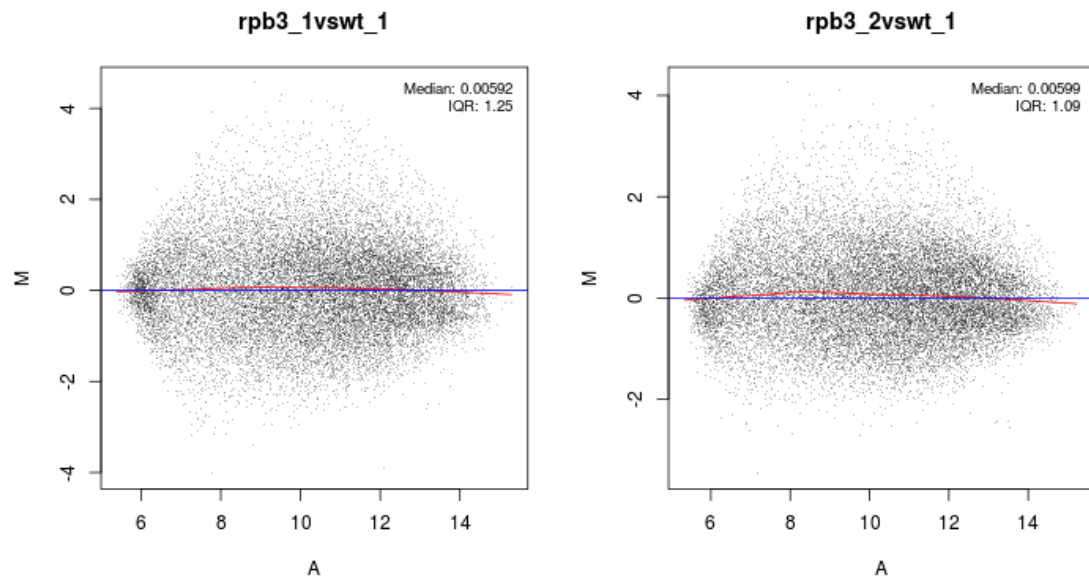 rpb3_1vswt_1
Median: 0.00592
IQR: 1.25
4
2
0
-2
-4
M
6 8 10 12 14
A
rpb3_2vswt_1
Median: 0.00599
IQR: 1.09
4
2
0
-2
M
6 8 10 12 14
A